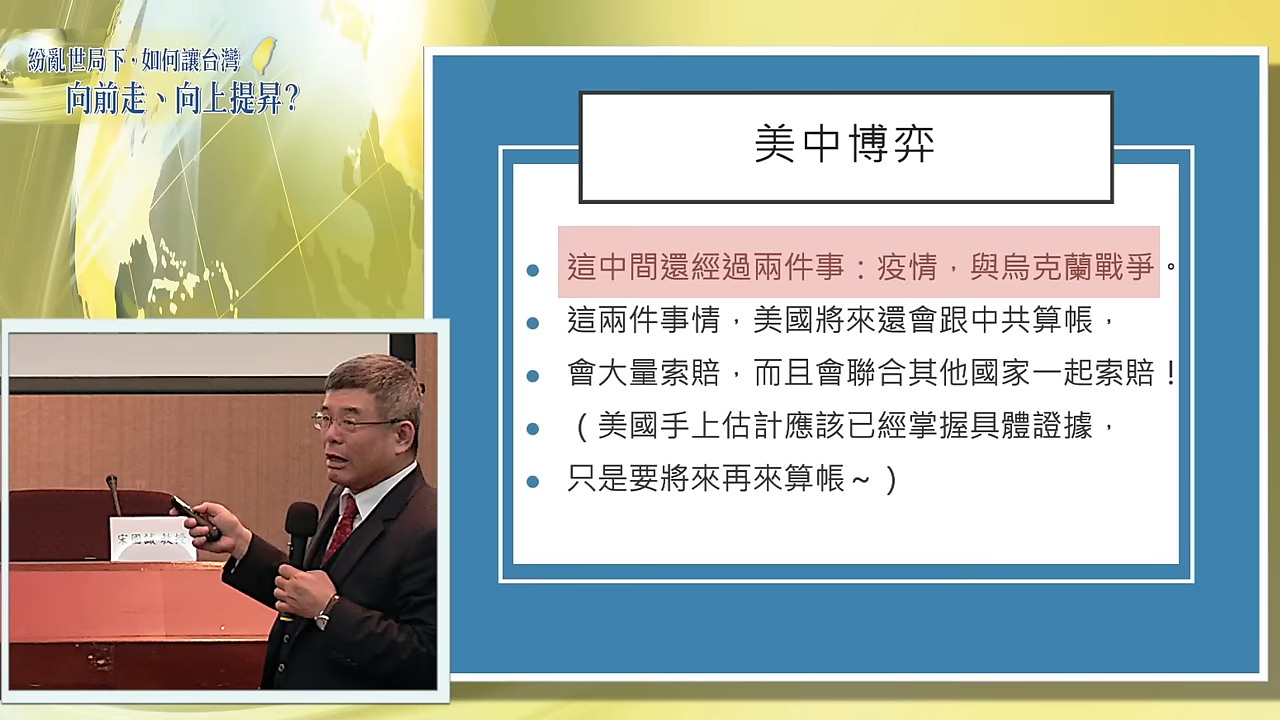 紛亂世局下,如何讓台灣
向前走、向上提昇?
美中博弈
這中間還經過兩件事:疫情,與烏克蘭戰爭。
這兩件事情,美國將來還會跟中共算帳,
會大量索賠,而且會聯合其他國家一起索賠!
(美國手上估計應該已經掌握具體證據,
只是要將來再來算帳~)
宋國誠 教授